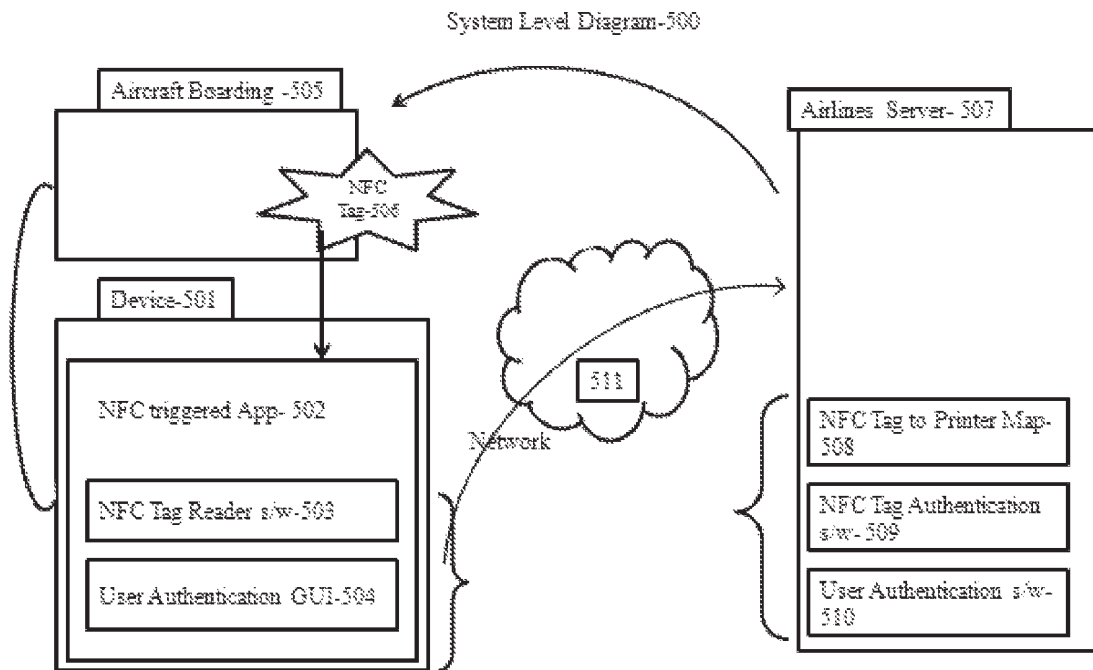 System Level Diagram-500
Aircraft Boarding -505
Airlines Server- 507
NFC
Tag-506
Device-501
NFC triggered App- 502
NFC Tag Reader s/w-503
User Authentication GUI-504
511
Network
NFC Tag to Printer Map-
508
NFC Tag Authentication
s/w- 509
User Authentication s/w-
510